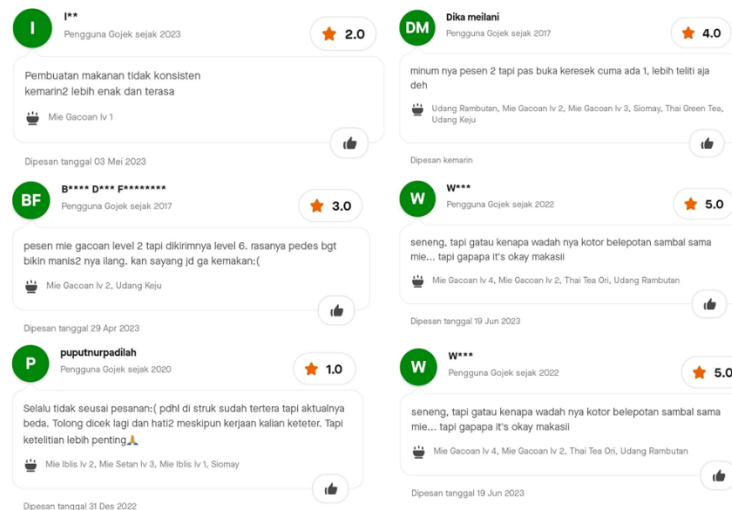 I
I**
Pengguna Gojek sejak 2023
2.0
Pembuatan makanan tidak konsisten
kemarin2 lebih enak dan terasa
Mie Gacoan lv 1
Dipesan tanggal 03 Mei 2023
BF
B**** D*** F********
Pengguna Gojek sejak 2017
3.0
pesen mie gacoan level 2 tapi dikirimnya level 6. rasanya pedes bgt
bikin manis2 nya ilang. kan sayang jd ga kemakan:(
Mie Gacoan lv 2, Udang Keju
Dipesan tanggal 29 Apr 2023
P
puputnurpadilah
Pengguna Gojek sejak 2020
1.0
Selalu tidak seusai pesanan:( pdhl di struk sudah tertera tapi aktualnya
beda. Tolong dicek lagi dan hati2 meskipun kerjaan kalian keteter. Tapi
ketelitian lebih penting🙏
Mie Iblis lv 2, Mie Setan lv 3, Mie Iblis lv 1, Siomay
Dipesan tanggal 31 Des 2022
DM
Dika meilani
Pengguna Gojek sejak 2017
4.0
minum nya pesen 2 tapi pas buka keresek cuma ada 1, lebih teliti aja
deh
Udang Rambutan, Mie Gacoan lv 2, Mie Gacoan lv 3, Siomay, Thai Green Tea,
Udang Keju
Dipesan kemarin
W
W***
Pengguna Gojek sejak 2022
5.0
seneng, tapi gatau kenapa wadah nya kotor belepotan sambal sama
mie... tapi gapapa it's okay makasii
Mie Gacoan lv 4, Mie Gacoan lv 2, Thai Tea Ori, Udang Rambutan
Dipesan tanggal 19 Jun 2023
W
W***
Pengguna Gojek sejak 2022
5.0
seneng, tapi gatau kenapa wadah nya kotor belepotan sambal sama
mie... tapi gapapa it's okay makasii
Mie Gacoan lv 4, Mie Gacoan lv 2, Thai Tea Ori, Udang Rambutan
Dipesan tanggal 19 Jun 2023